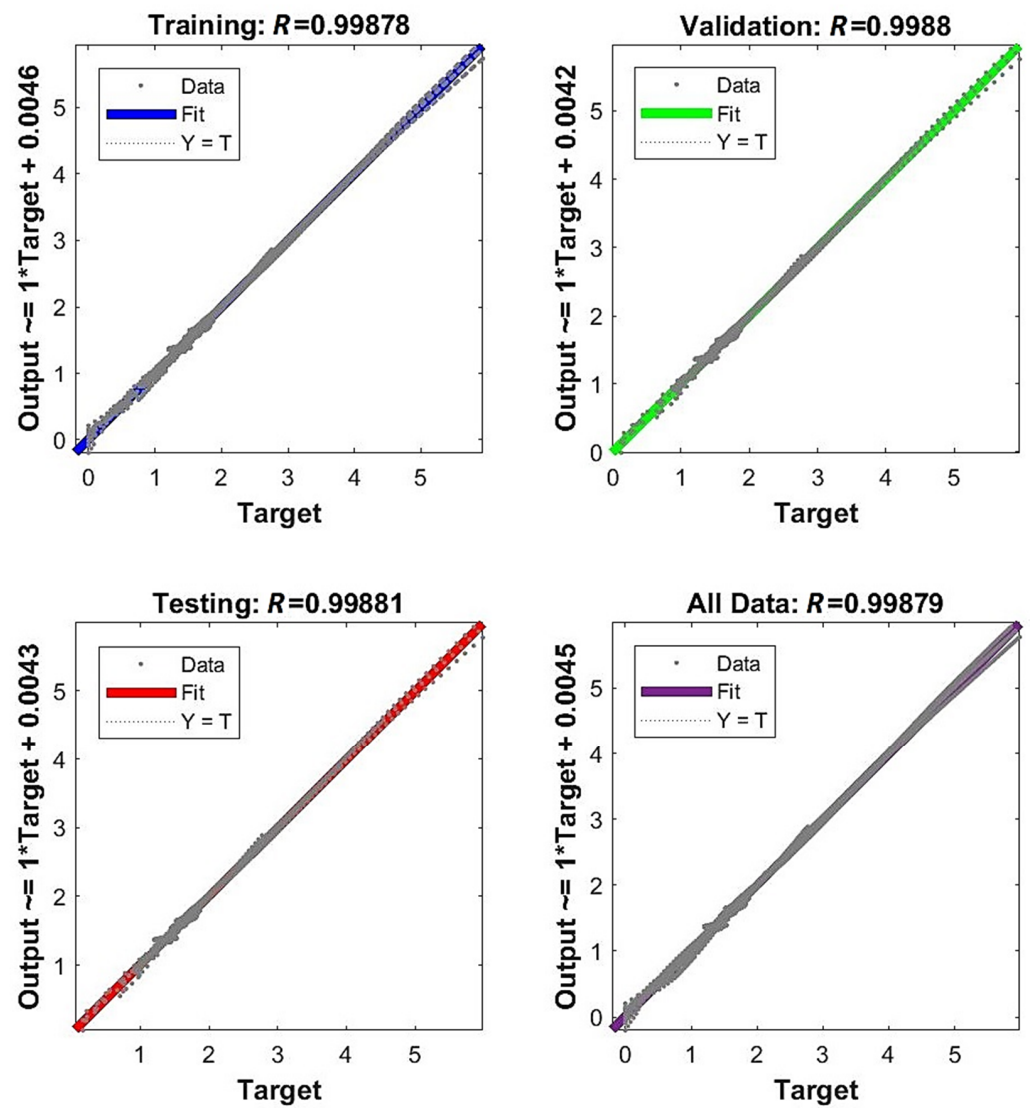 Training: R=0.99878
Output ~= 1*Target + 0.0046
Data
Fit
Y = T
5
4
3
2
1
0
0 1 2 3 4 5
Target
Validation: R=0.9988
Output ~= 1*Target + 0.0042
Data
Fit
Y = T
5
4
3
2
1
0
0 1 2 3 4 5
Target
Testing: R=0.99881
Output ~= 1*Target + 0.0043
Data
Fit
Y = T
5
4
3
2
1
1 2 3 4 5
Target
All Data: R=0.99879
Output ~= 1*Target + 0.0045
Data
Fit
Y = T
5
4
3
2
1
0
0 1 2 3 4 5
Target